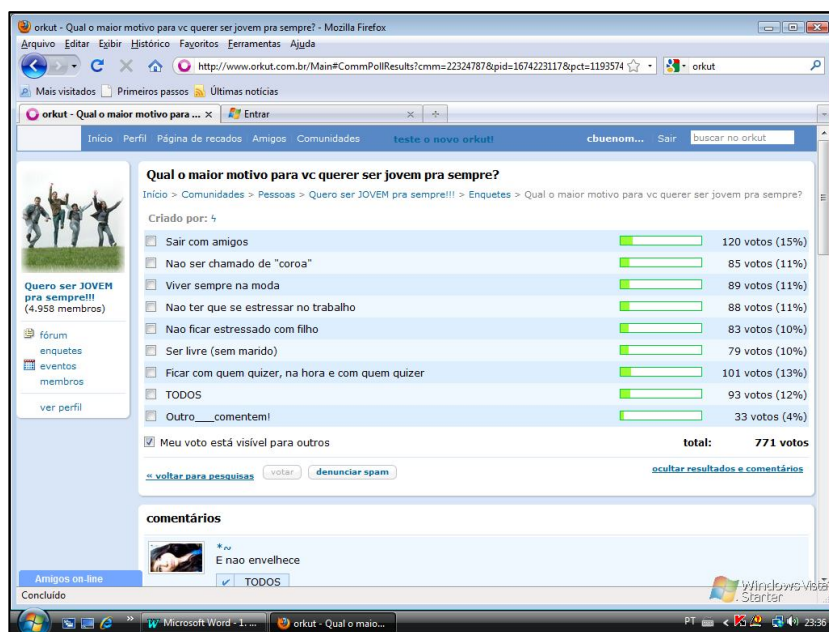 orkut - Qual o maior motivo para vc querer ser jovem pra sempre? - Mozilla Firefox
Arquivo Editar Exibir Histórico Favoritos Ferramentas Ajuda
http://www.orkut.com.br/Main#CommPollResults?cmm=22324787&pid=1674223117&pct=1193574 orkut
Mais visitados Primeiros passos Últimas notícias
orkut - Qual o maior motivo para ... Entrar
Início Perfil Página de recados Amigos Comunidades teste o novo orkut! cbuenom... Sair buscar no orkut
Qual o maior motivo para vc querer ser jovem pra sempre?
Início > Comunidades > Pessoas > Quero ser JOVEM pra sempre!!! > Enquetes > Qual o maior motivo para vc querer ser jovem pra sempre?
Criado por: ϟ
Sair com amigos 120 votos (15%)
Nao ser chamado de "coroa" 85 votos (11%)
Viver sempre na moda 89 votos (11%)
Nao ter que se estressar no trabalho 88 votos (11%)
Nao ficar estressado com filho 83 votos (10%)
Ser livre (sem marido) 79 votos (10%)
Ficar com quem quizer, na hora e com quem quizer 101 votos (13%)
TODOS 93 votos (12%)
Outro___comentem! 33 votos (4%)
Meu voto está visível para outros total: 771 votos
« voltar para pesquisas votar denunciar spam ocultar resultados e comentários
Quero ser JOVEM
pra sempre!!!
(4.958 membros)
fórum
enquetes
eventos
membros
ver perfil
comentários
*~
E nao envelhece
TODOS
Amigos on-line
Concluído
Windows Vista
Starter
Microsoft Word - 1. ... orkut - Qual o maio... PT 23:36